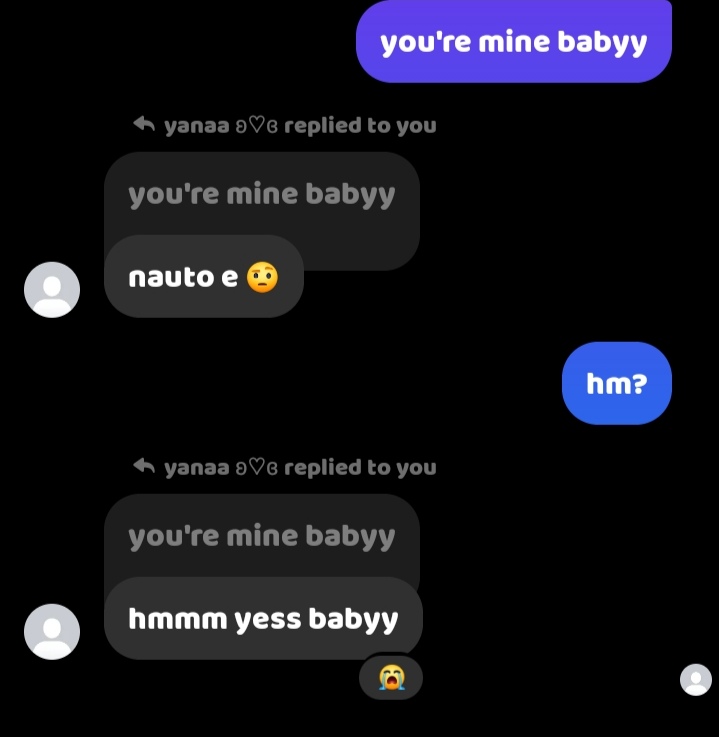 you're mine babyy
yanaa ʚ♡ɞ replied to you
you're mine babyy
nauto e 🤨
hm?
yanaa ʚ♡ɞ replied to you
you're mine babyy
hmmm yess babyy
😭